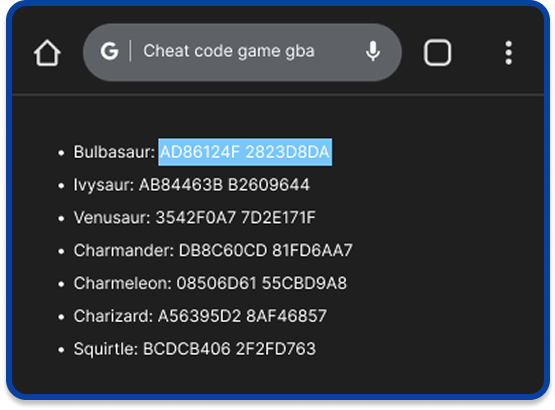 G | Cheat code game gba
• Bulbasaur: AD86124F 2823D8DA
• Ivysaur: AB84463B B2609644
• Venusaur: 3542F0A7 7D2E171F
• Charmander: DB8C60CD 81FD6AA7
• Charmeleon: 08506D61 55CBD9A8
• Charizard: A56395D2 8AF46857
• Squirtle: BCDCB406 2F2FD763